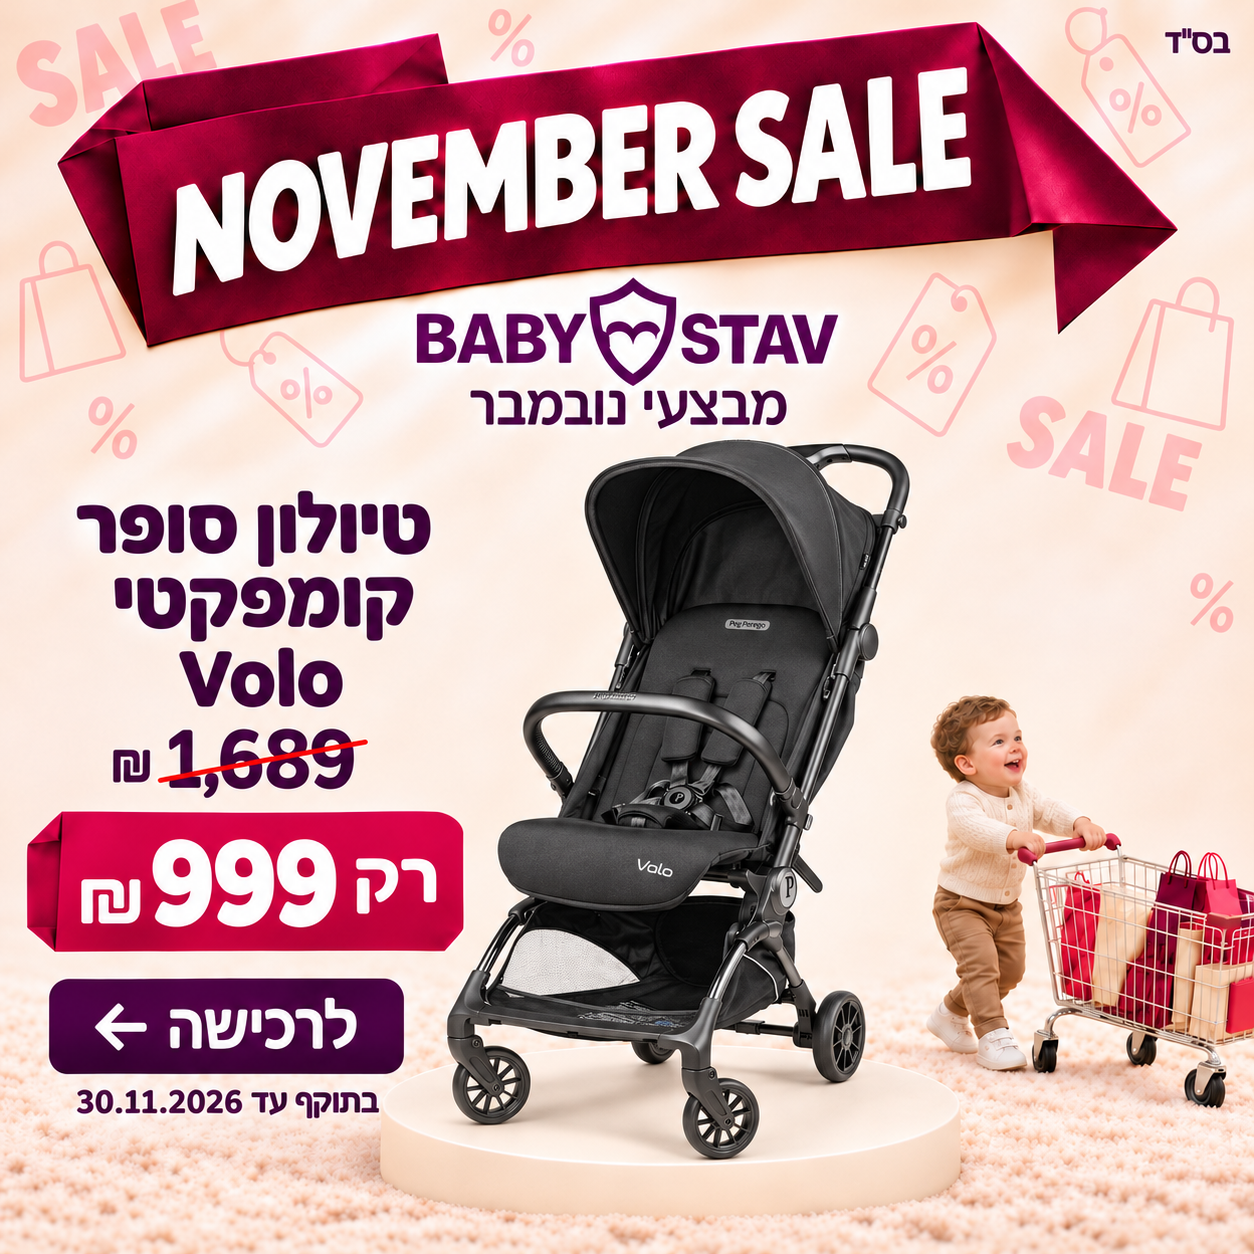 בס"ד
SALE
%
%
NOVEMBER SALE
BABY STAV
מבצעי נובמבר
%
%
%
SALE
%
טיולון סופר
קומפקטי
Volo
1,689 ₪
רק 999 ₪
לרכישה ←
בתוקף עד 30.11.2026
Peg Perego
P
Volo
P